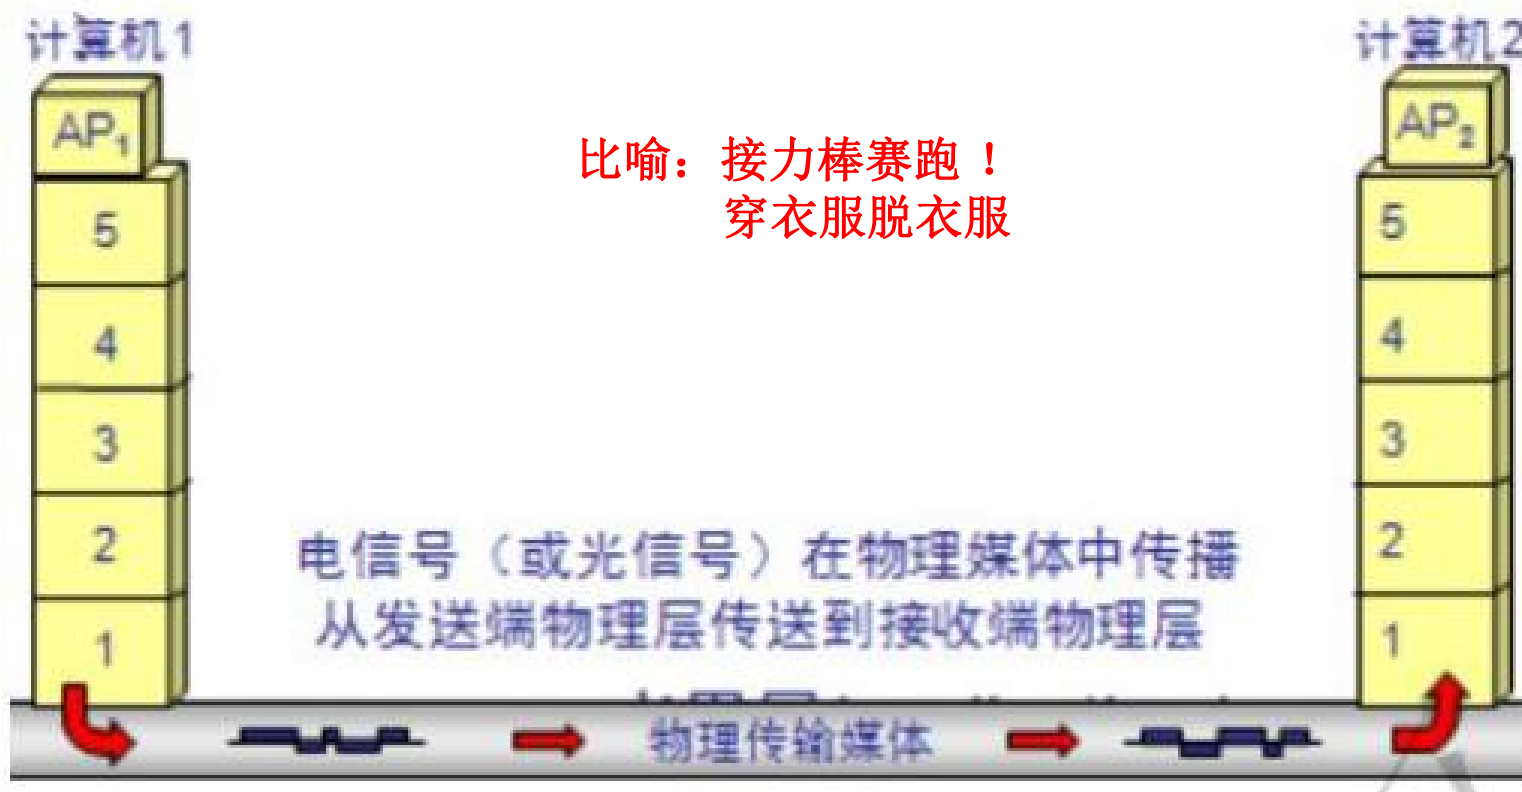 计算机1
计算机2
AP1
AP2
比喻：接力棒赛跑！
穿衣服脱衣服
5
4
3
2
1
5
4
3
2
1
电信号（或光信号）在物理媒体中传播
从发送端物理层传送到接收端物理层
物理传输媒体